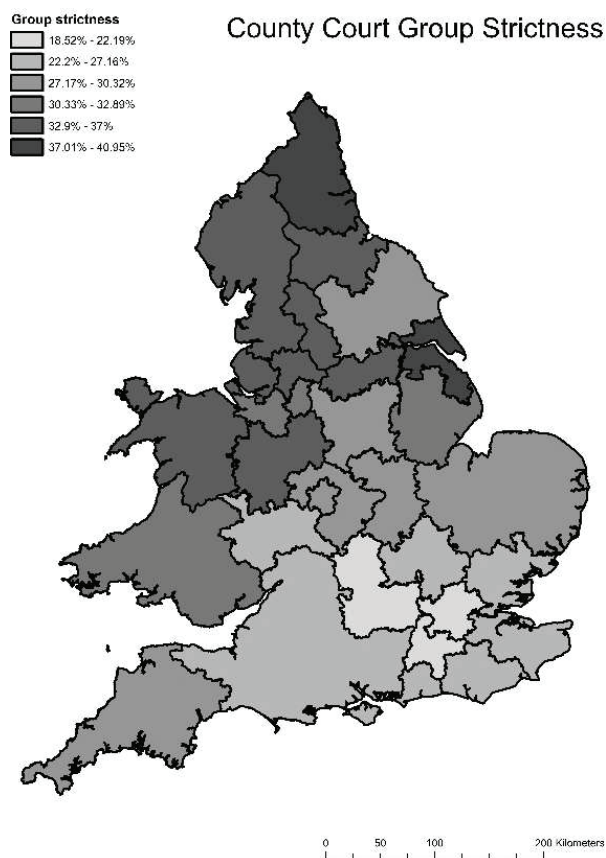 Group strictness
18.52% - 22.19%
22.2% - 27.16%
27.17% - 30.32%
30.33% - 32.89%
32.9% - 37%
37.01% - 40.95%
County Court Group Strictness
0 50 100 200 Kilometers